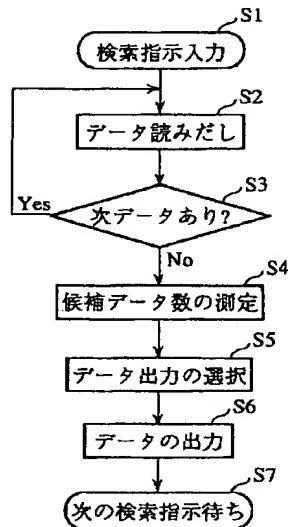 S1
検索指示入力
S2
データ読みだし
S3
次データあり?
Yes
No
S4
候補データ数の測定
S5
データ出力の選択
S6
データの出力
S7
次の検索指示待ち